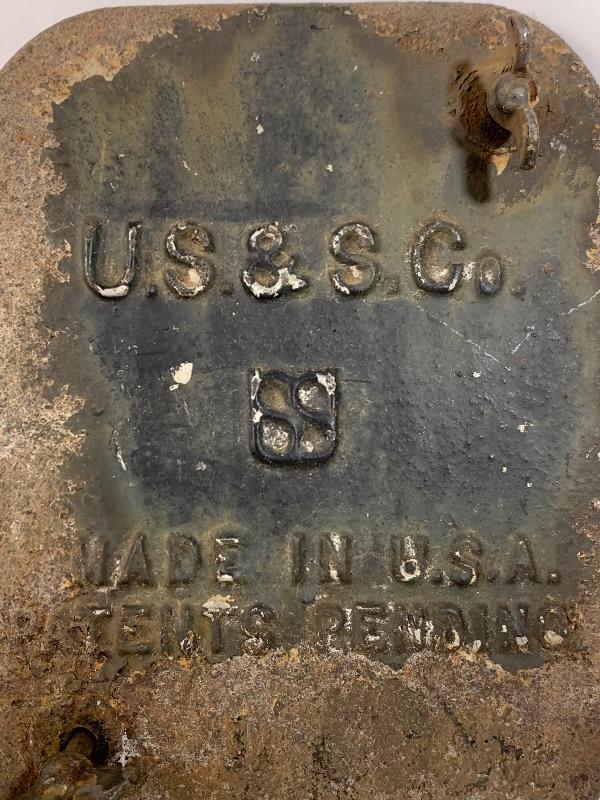 U.S.&S.Co.
SS
MADE IN U.S.A.
PATENTS PENDING